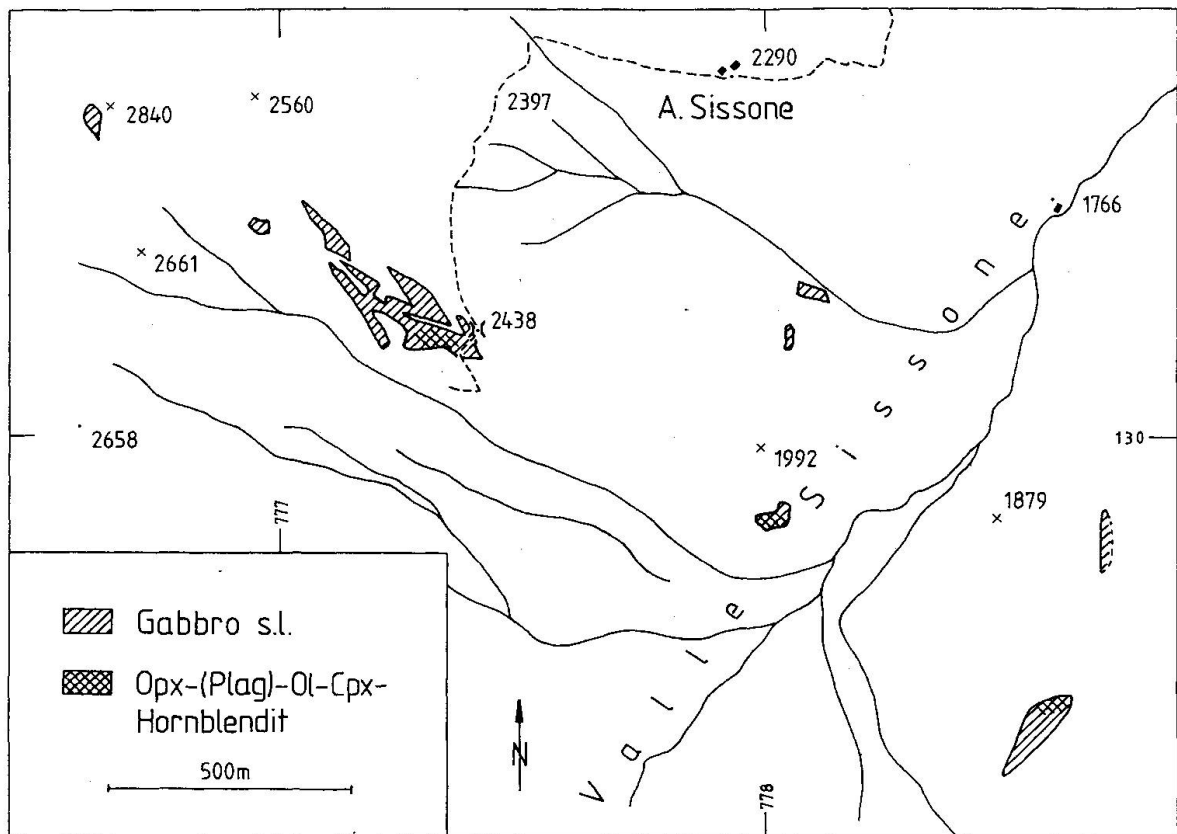 2290
2840
2560
2397
A. Sissone
1766
2661
2438
2658
1992
130
1879
777
Valle Sissone
Gabbro s.l.
Opx-(Plag)-Ol-Cpx-
Hornblendit
N
500m
778